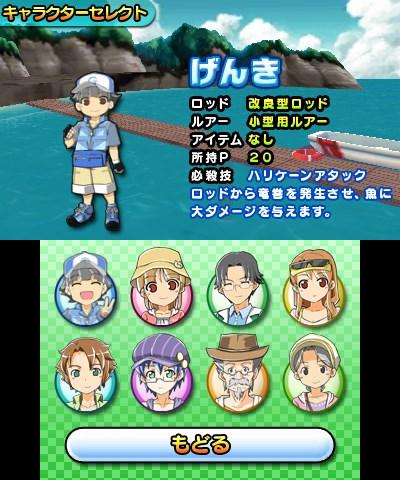 キャラクターセレクト
げんき
ロッド 改良型ロッド
ルアー 小型用ルアー
アイテム なし
所持P 20
必殺技 ハリケーンアタック
ロッドから竜巻を発生させ、魚に
大ダメージを与えます。
もどる